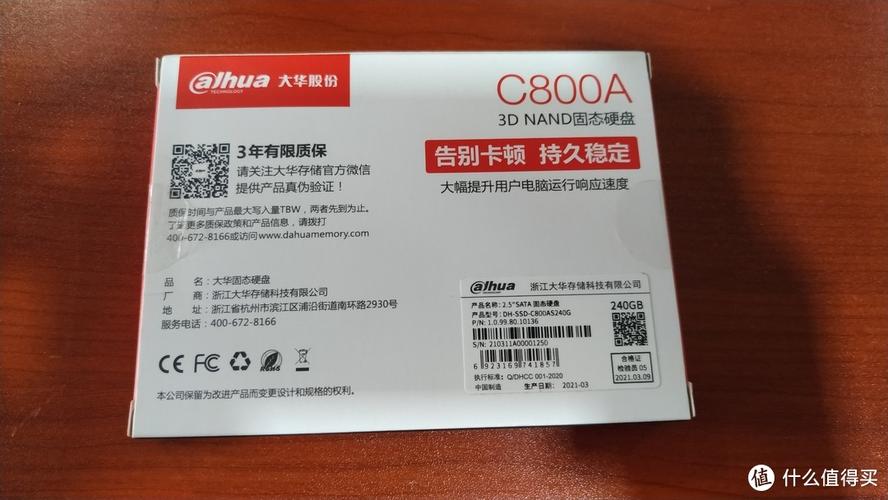 alhua 大华股份
TECHNOLOGY
C800A
3D NAND固态硬盘
告别卡顿 持久稳定
大幅提升用户电脑运行响应速度
3年有限质保
请关注大华存储官方微信
提供产品真伪验证！
质保时间与产品最大写入量TBW，两者先到为止。
了解更多质保政策和产品信息，请拨打
400-672-8166或访问www.dahuamemory.com
品 名：大华固态硬盘
厂 商：浙江大华存储科技有限公司
地 址：浙江省杭州市滨江区浦沿街道南环路2930号
服务电话：400-672-8166
CE FC
RoHS
本公司保留为改进产品而变更设计和规格的权利。
alhua 浙江大华存储科技有限公司
产品名称：2.5"SATA 固态硬盘
产品型号：DH-SSD-C800AS240G
P/N：1.0.99.80.10136
240GB
S/N: 210311A00001250
6 923169 741857
执行标准：Q/DHCC 001-2020
中国制造 生产日期：2021-03
合格证
检验员 05
2021.03.09
值 什么值得买